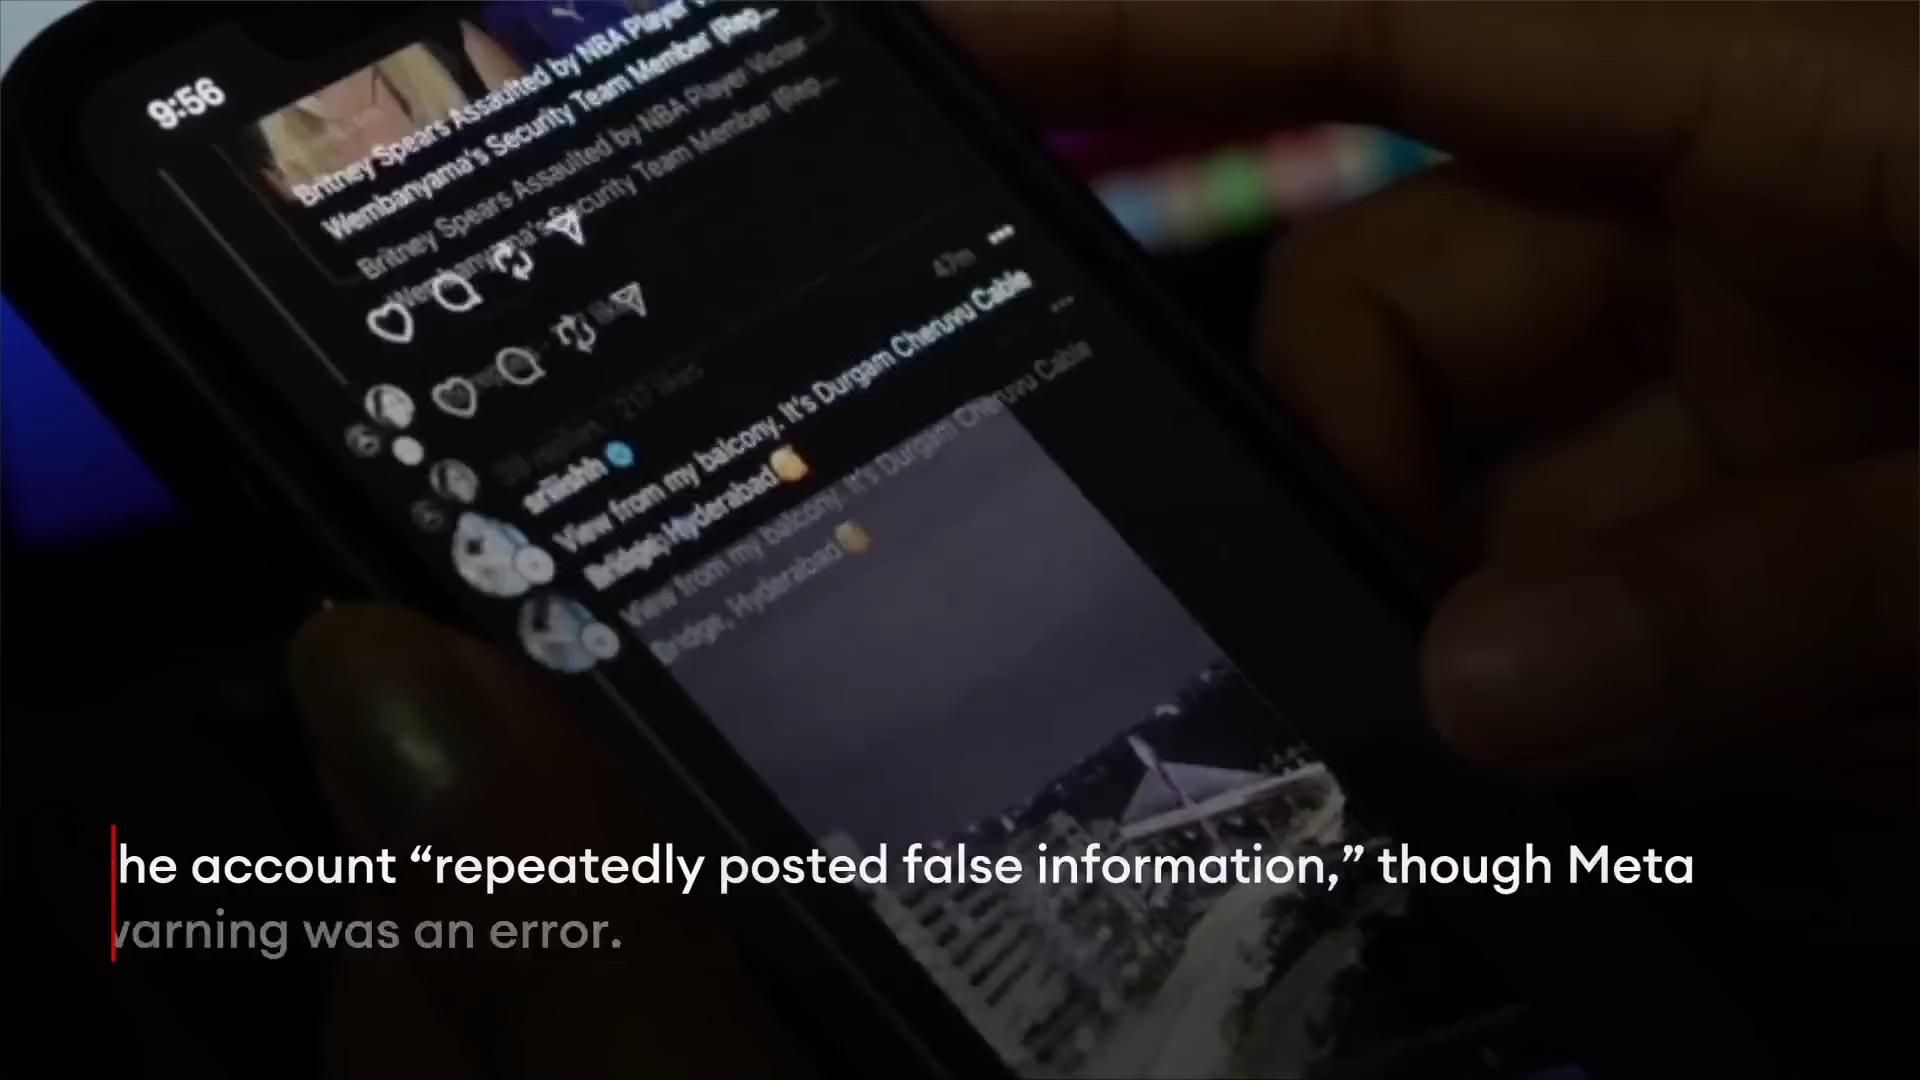 9:56
Britney Spears Assaulted by NBA Player
Wembanyama's Security Team Member (Rep...
Britney Spears Assaulted by NBA Player Victor
Wembanyama's Security Team Member (Rep...
47m
View from my balcony. It's Durgam Cheruvu Cable
Bridge, Hyderabad
View from my balcony. It's Durgam Cheruvu Cable
Bridge, Hyderabad
he account “repeatedly posted false information,” though Meta
warning was an error.